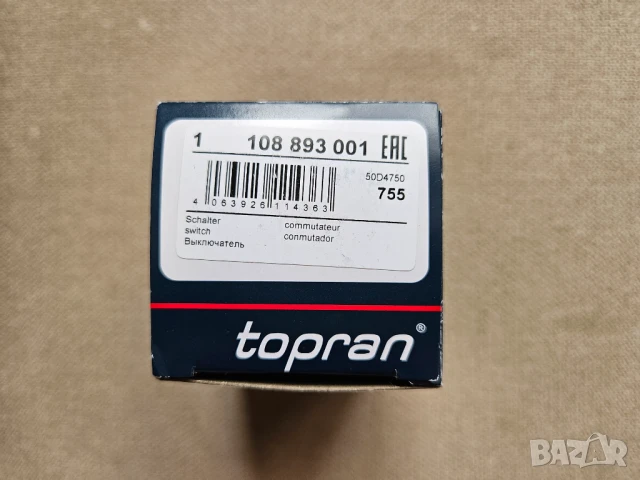 1 108 893 001 EAC
50D4750
755
4 063926 114363
Schalter commutateur
switch conmutador
Выключатель
topran®
BAZAR